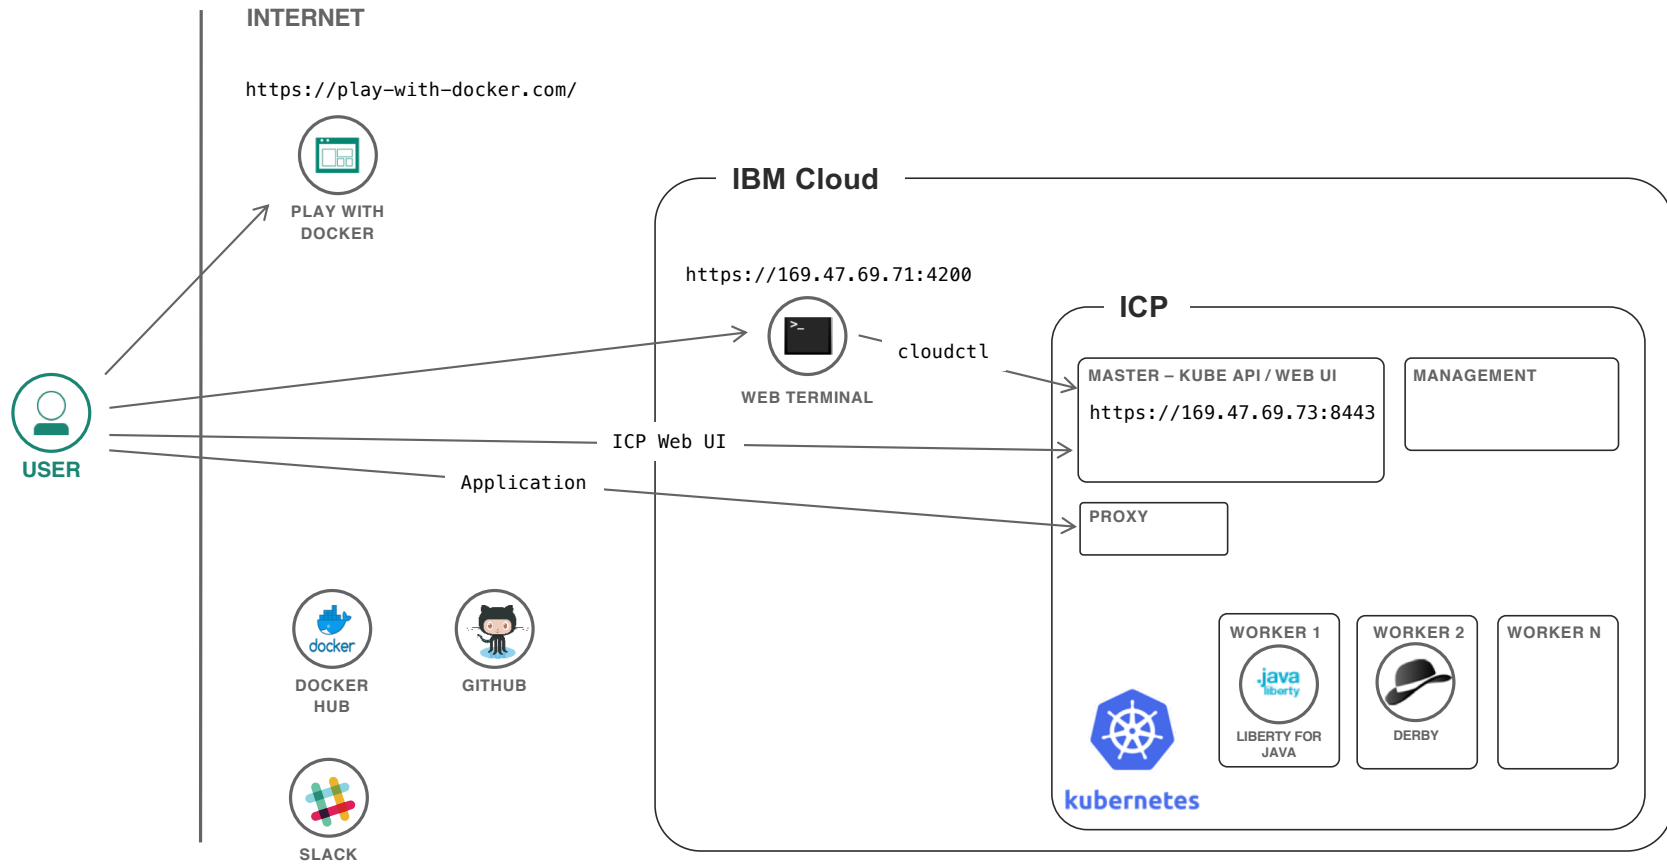 INTERNET
https://play-with-docker.com/
PLAY WITH
DOCKER
IBM Cloud
https://169.47.69.71:4200
>_
WEB TERMINAL
cloudctl
ICP
MASTER – KUBE API / WEB UI
https://169.47.69.73:8443
MANAGEMENT
USER
ICP Web UI
Application
PROXY
docker
DOCKER
HUB
GITHUB
SLACK
kubernetes
WORKER 1
.java
liberty
LIBERTY FOR
JAVA
WORKER 2
DERBY
WORKER N